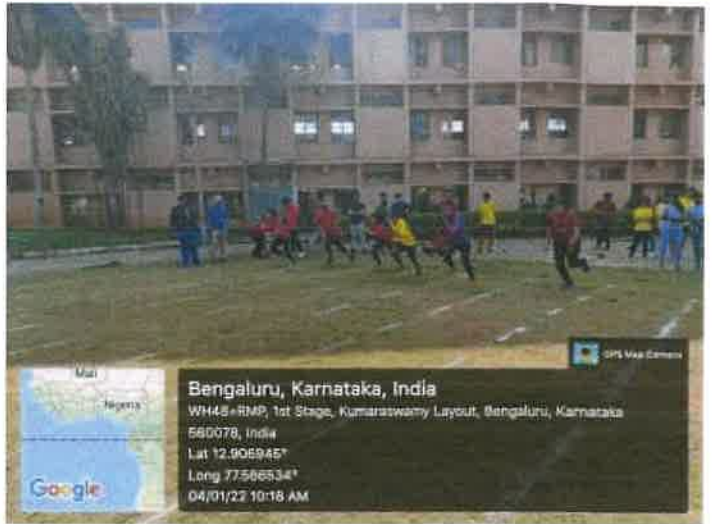 GPS Map Camera
Mali
Nigeria
Google
Bengaluru, Karnataka, India
WH48+RMP, 1st Stage, Kumaraswamy Layout, Bengaluru, Karnataka
560078, India
Lat 12.906945°
Long 77.566534°
04/01/22 10:18 AM